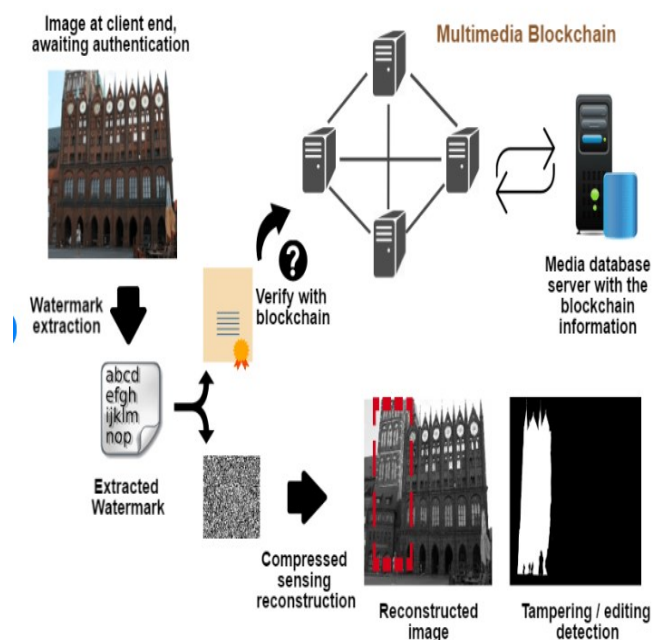 Image at client end,
awaiting authentication
Multimedia Blockchain
Watermark
extraction
?
Verify with
blockchain
Media database
server with the
blockchain
information
abcd
efgh
ijklm
nop
Extracted
Watermark
Compressed
sensing
reconstruction
Reconstructed
image
Tampering / editing
detection